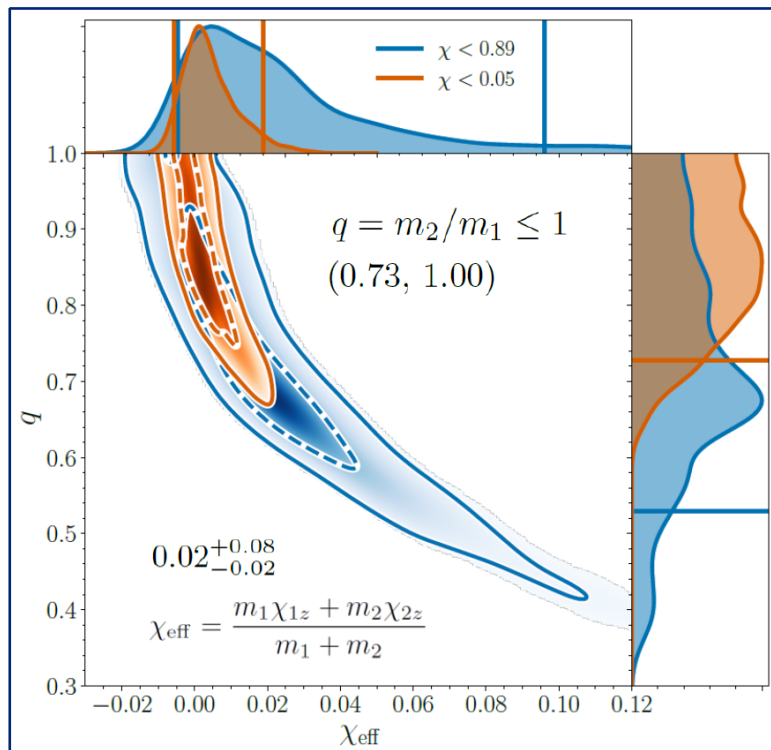 χ < 0.89
χ < 0.05
1.0
0.9
0.8
0.7
0.6
0.5
0.4
0.3
q
q = m₂/m₁ ≤ 1
(0.73, 1.00)
0.02^{+0.08}_{-0.02}
χ_eff = (m₁χ₁z + m₂χ₂z) / (m₁ + m₂)
−0.02 0.00 0.02 0.04 0.06 0.08 0.10 0.12
χ_eff